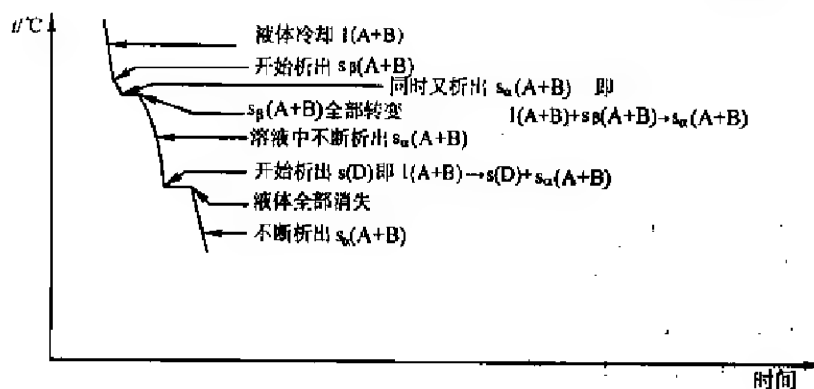 t/℃
液体冷却 l(A+B)
开始析出 sβ(A+B)
同时又析出 sα(A+B) 即
sβ(A+B)全部转变 l(A+B)+sβ(A+B)→sα(A+B)
溶液中不断析出 sα(A+B)
开始析出 s(D)即 l(A+B)→s(D)+sα(A+B)
液体全部消失
不断析出 (A+B)
时间